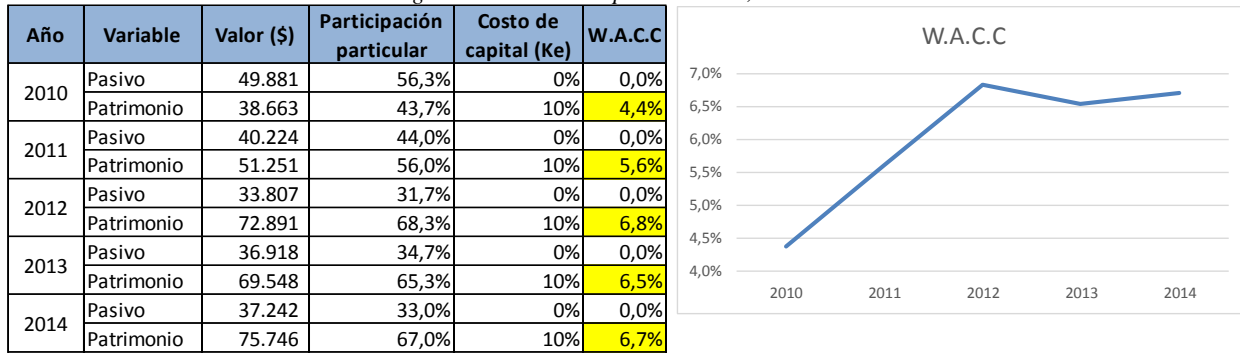 Año Variable Valor ($) Participación particular Costo de capital (Ke) W.A.C.C
2010 Pasivo 49.881 56,3% 0% 0,0%
Patrimonio 38.663 43,7% 10% 4,4%
2011 Pasivo 40.224 44,0% 0% 0,0%
Patrimonio 51.251 56,0% 10% 5,6%
2012 Pasivo 33.807 31,7% 0% 0,0%
Patrimonio 72.891 68,3% 10% 6,8%
2013 Pasivo 36.918 34,7% 0% 0,0%
Patrimonio 69.548 65,3% 10% 6,5%
2014 Pasivo 37.242 33,0% 0% 0,0%
Patrimonio 75.746 67,0% 10% 6,7%
W.A.C.C
7,0%
6,5%
6,0%
5,5%
5,0%
4,5%
4,0%
2010 2011 2012 2013 2014